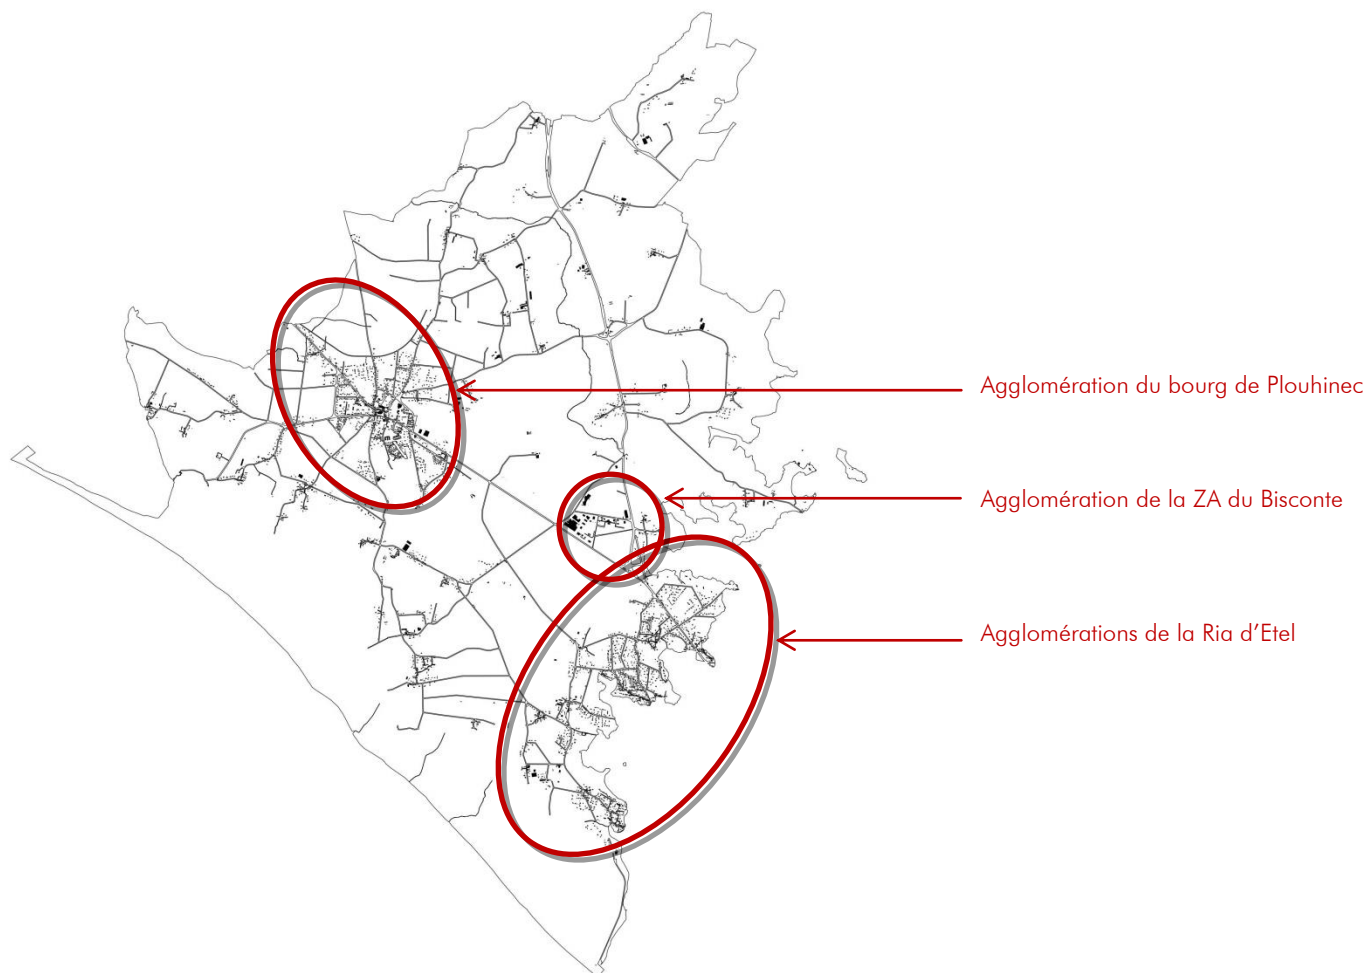 Agglomération du bourg de Plouhinec
Agglomération de la ZA du Bisconte
Agglomérations de la Ria d’Etel